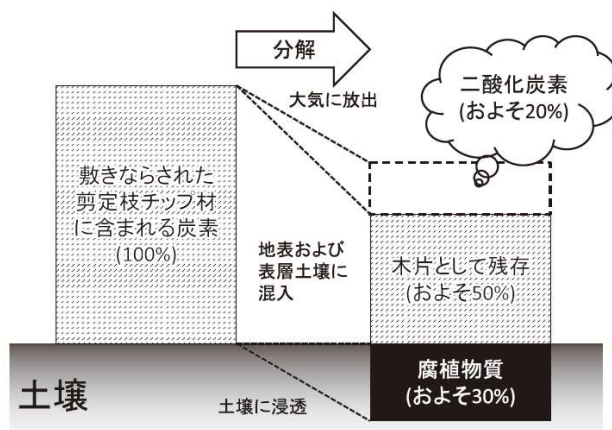 分解
大気に放出
二酸化炭素
(およそ20%)
敷きならされた
剪定枝チップ材
に含まれる炭素
(100%)
地表および
表層土壌に
混入
木片として残存
(およそ50%)
腐植物質
(およそ30%)
土壌
土壌に浸透